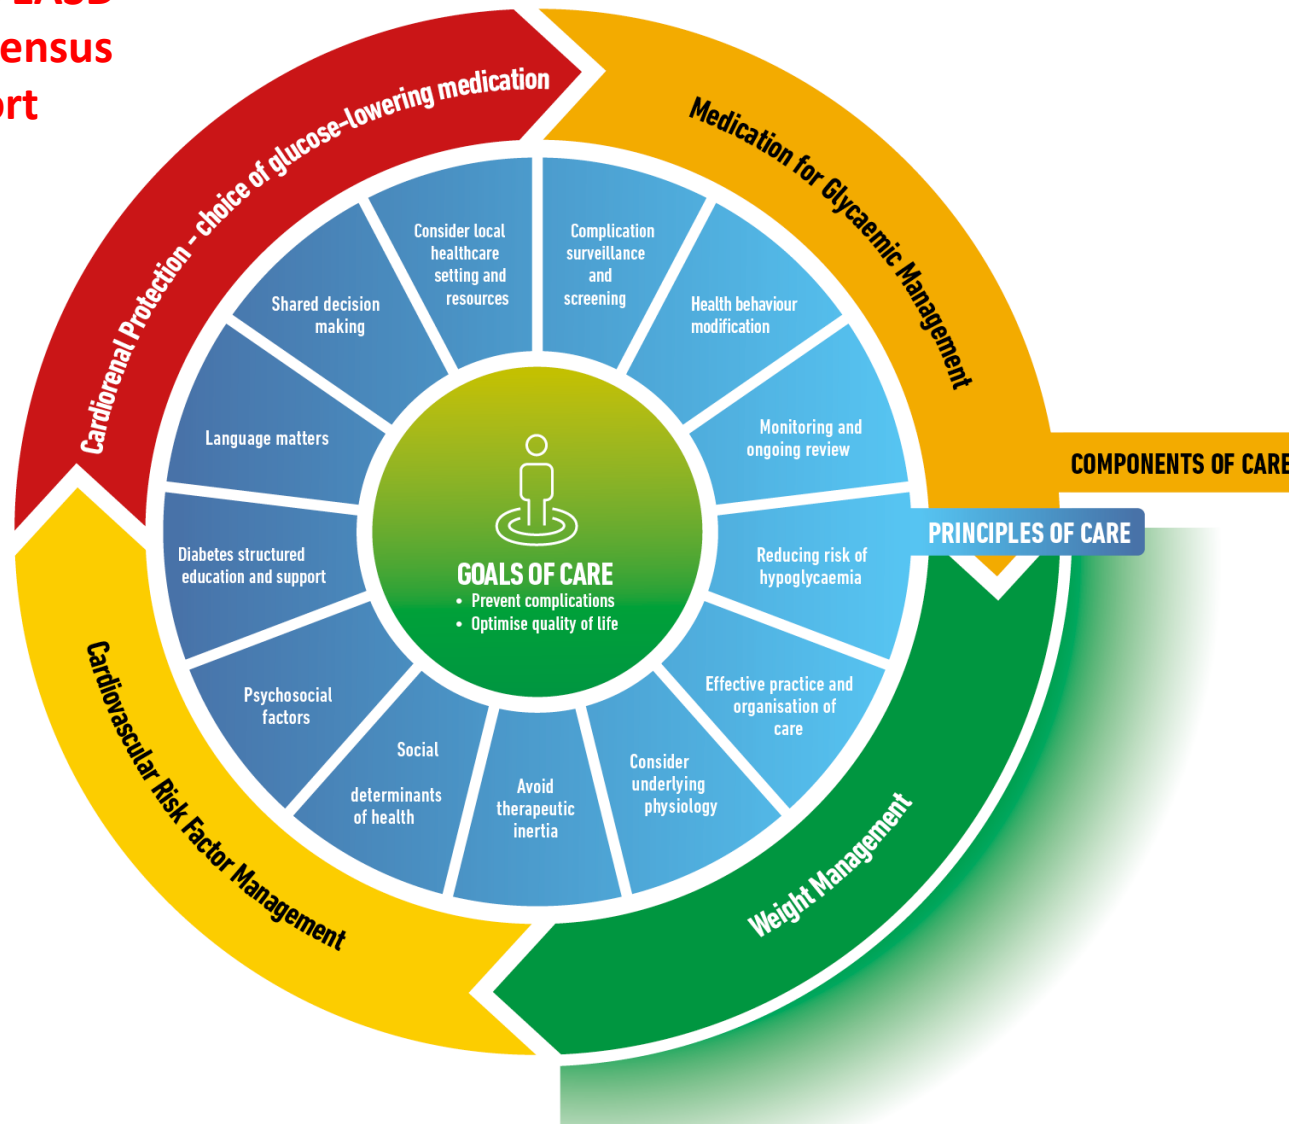 EASD
ensus
ort
Cardiorenal Protection - choice of glucose-lowering medication
Medication for Glycaemic Management
Weight Management
Cardiovascular Risk Factor Management
COMPONENTS OF CARE
PRINCIPLES OF CARE
Complication
surveillance
and
screening
Health behaviour
modification
Monitoring and
ongoing review
Reducing risk of
hypoglycaemia
Effective practice and
organisation of
care
Consider
underlying
physiology
Avoid
therapeutic
inertia
Social
determinants
of health
Psychosocial
factors
Diabetes structured
education and support
Language matters
Shared decision
making
Consider local
healthcare
setting and
resources
GOALS OF CARE
• Prevent complications
• Optimise quality of life